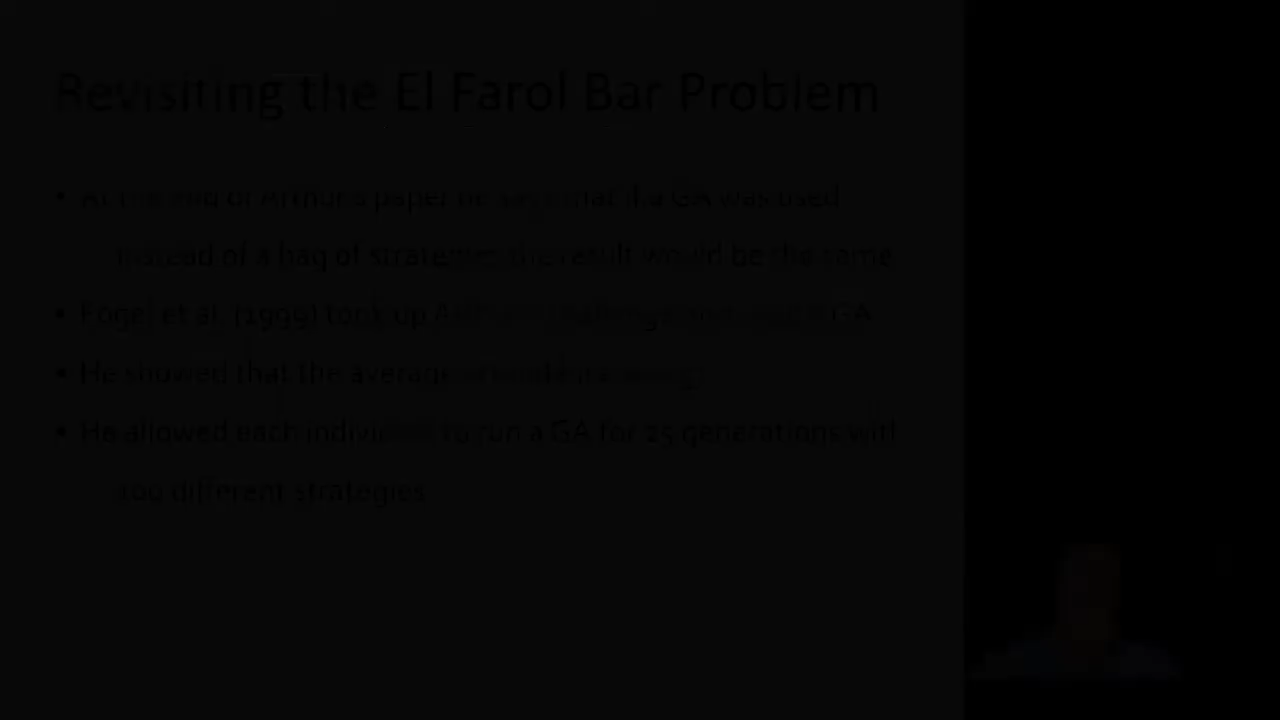 Revisiting the El Farol Bar Problem
• At the end of Arthur's paper he says that if a GA was used
instead of a bag of strategies the result would be the same
• Fogel et al. (1999) took up Arthur's GA
• He showed that the average
• He allowed each individual to run a GA for 25 generations with
100 different strategies